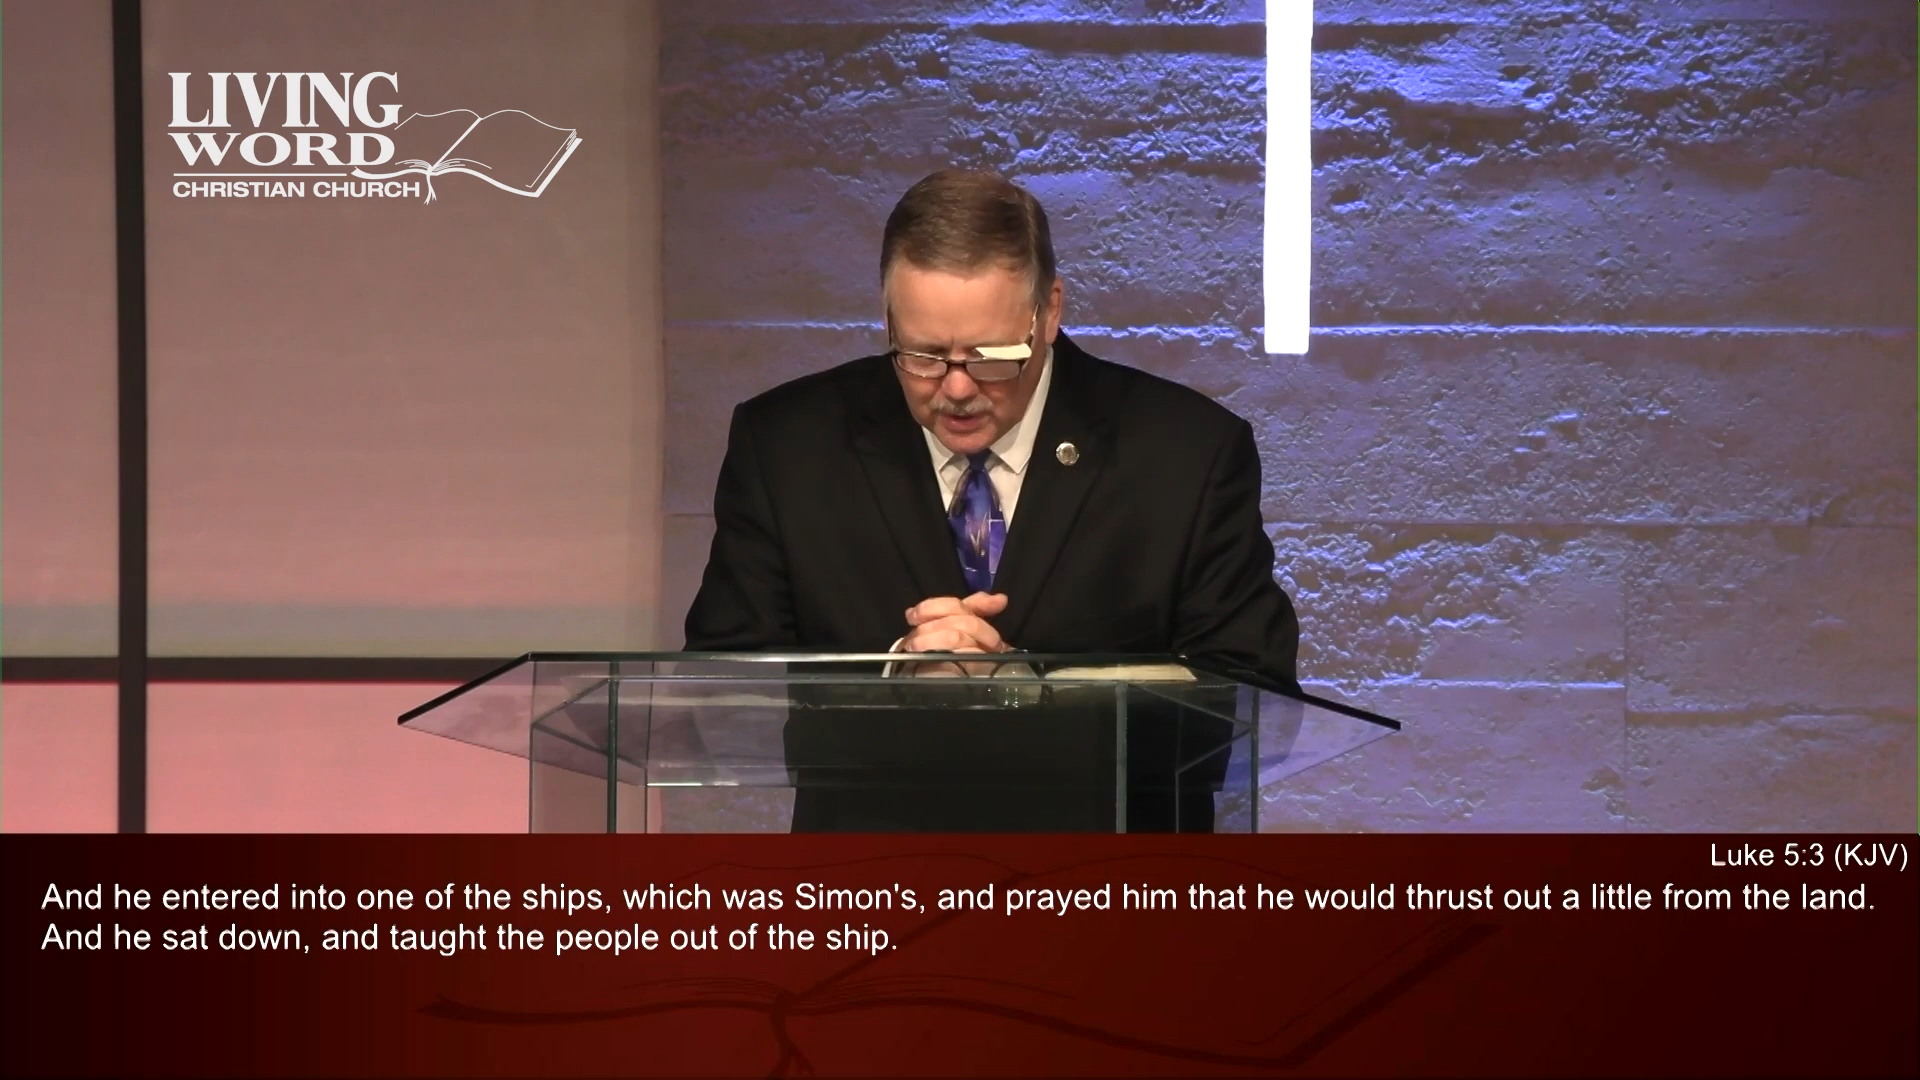 LIVING
WORD
CHRISTIAN CHURCH
Luke 5:3 (KJV)
And he entered into one of the ships, which was Simon's, and prayed him that he would thrust out a little from the land.
And he sat down, and taught the people out of the ship.